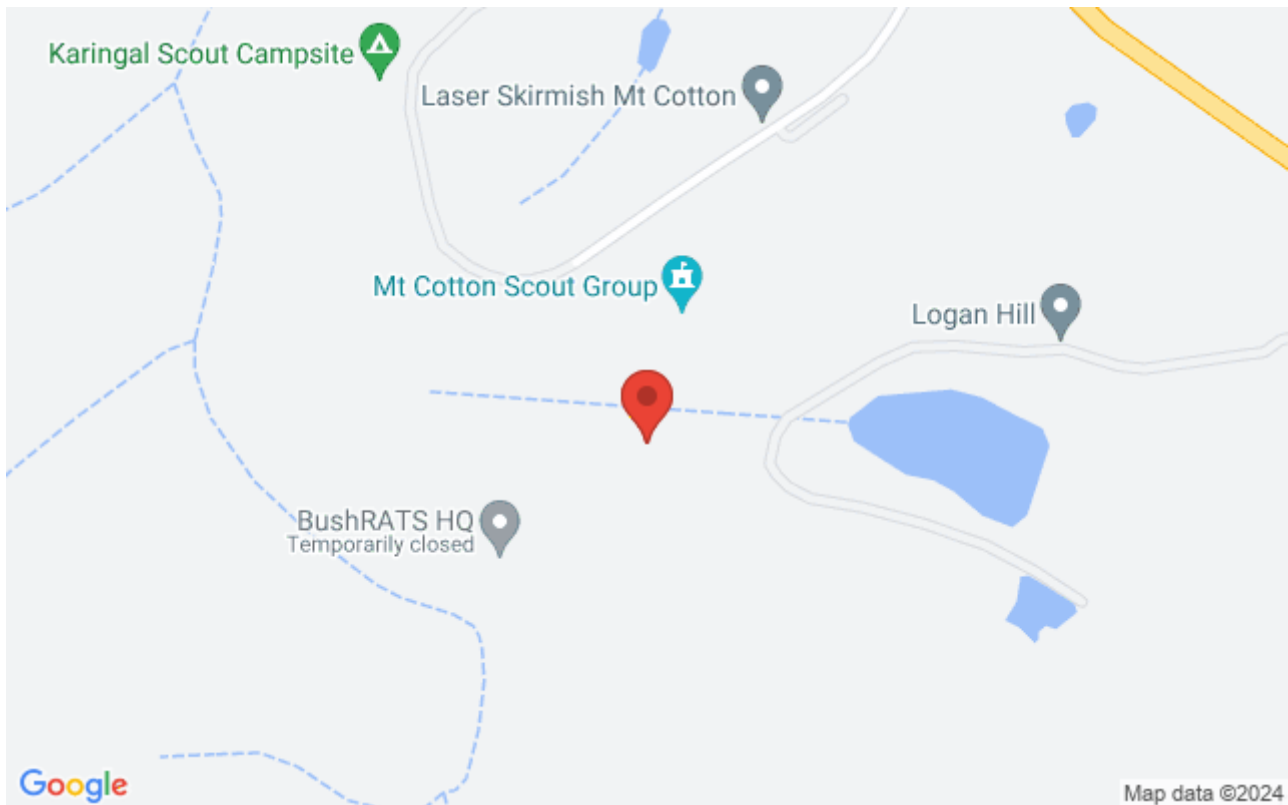 Karingal Scout Campsite
Laser Skirmish Mt Cotton
Mt Cotton Scout Group
Logan Hill
BushRATS HQ
Temporarily closed
Google
Map data ©2024